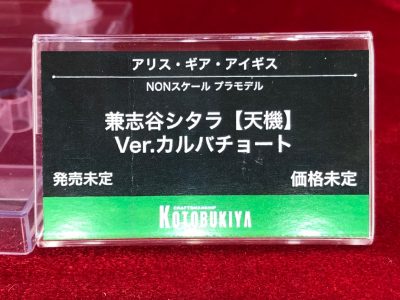 アリス・ギア・アイギス
NONスケール プラモデル
兼志谷シタラ【天機】
Ver.カルバチョート
発売未定 価格未定
CRAFTSMANSHIP
KOTOBUKIYA